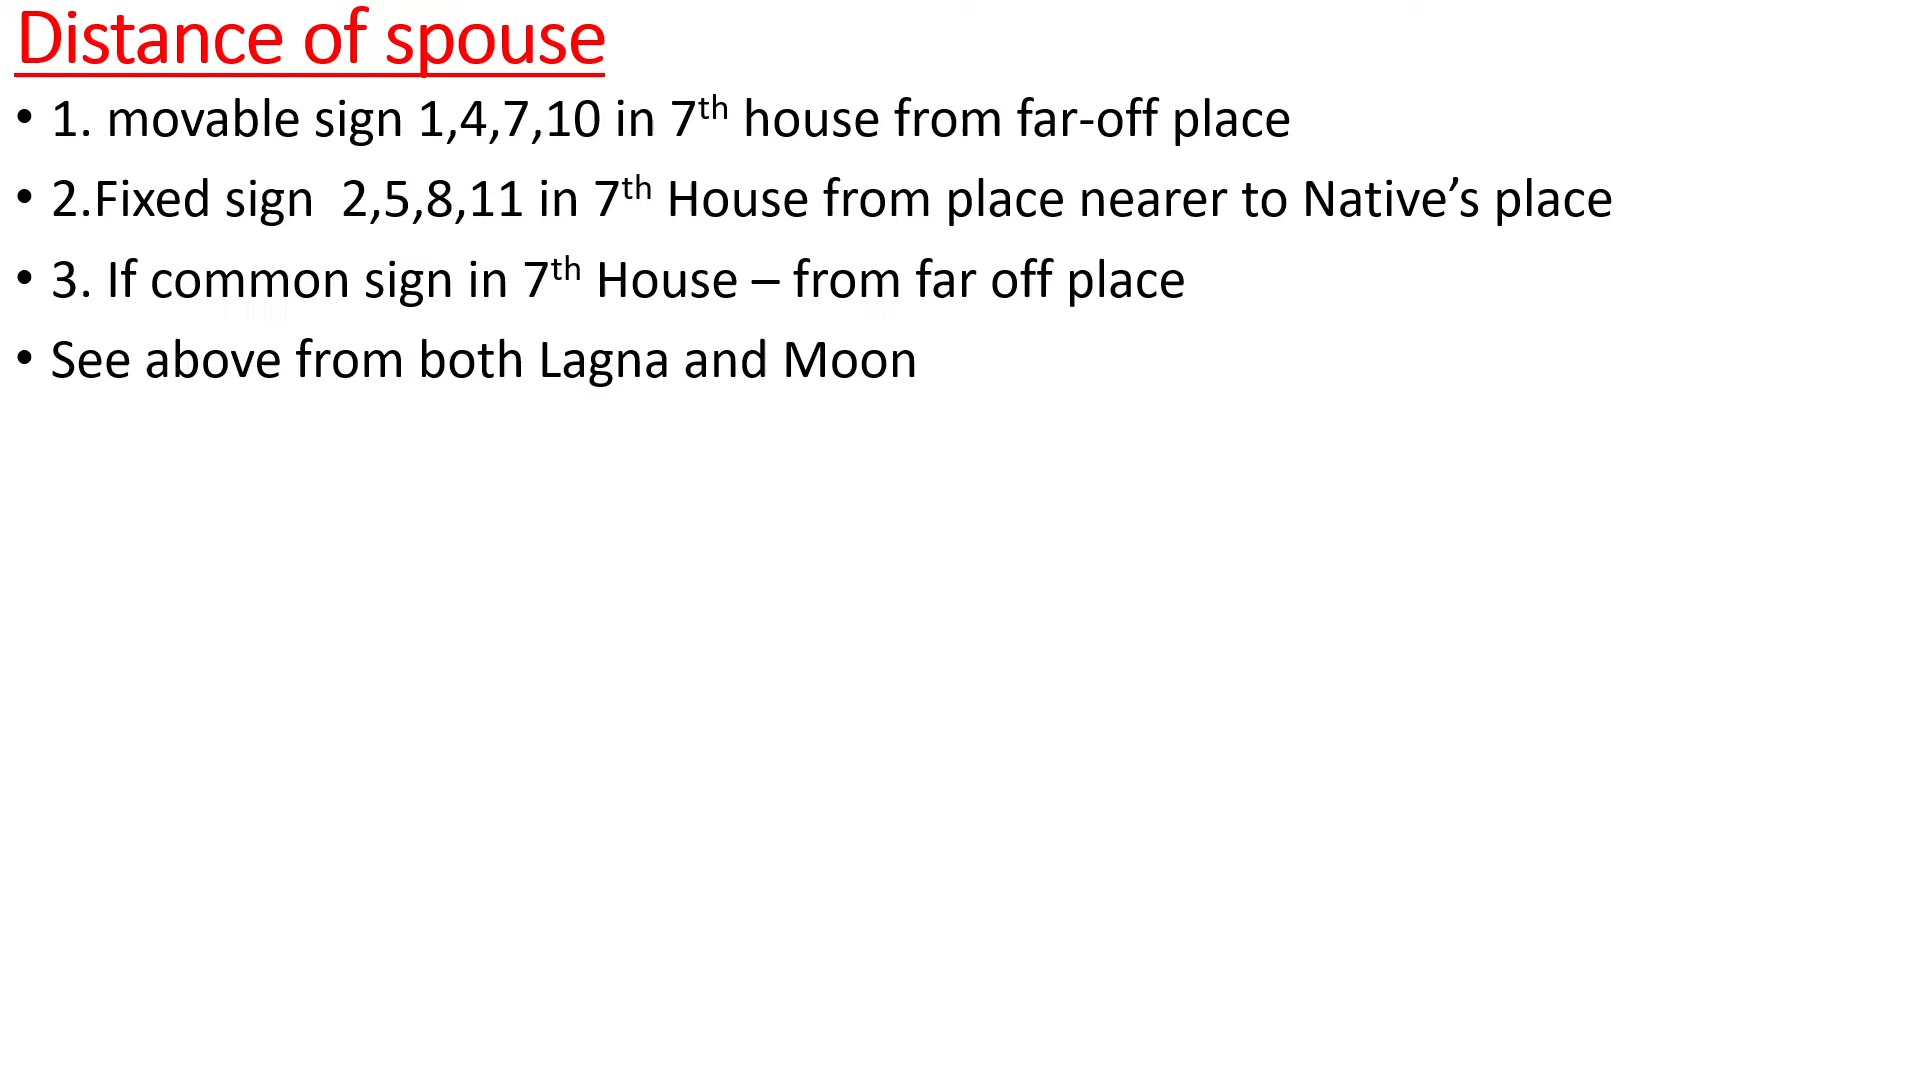 Distance of spouse
• 1. movable sign 1,4,7,10 in 7th house from far-off place
• 2.Fixed sign  2,5,8,11 in 7th House from place nearer to Native’s place
• 3. If common sign in 7th House – from far off place
• See above from both Lagna and Moon